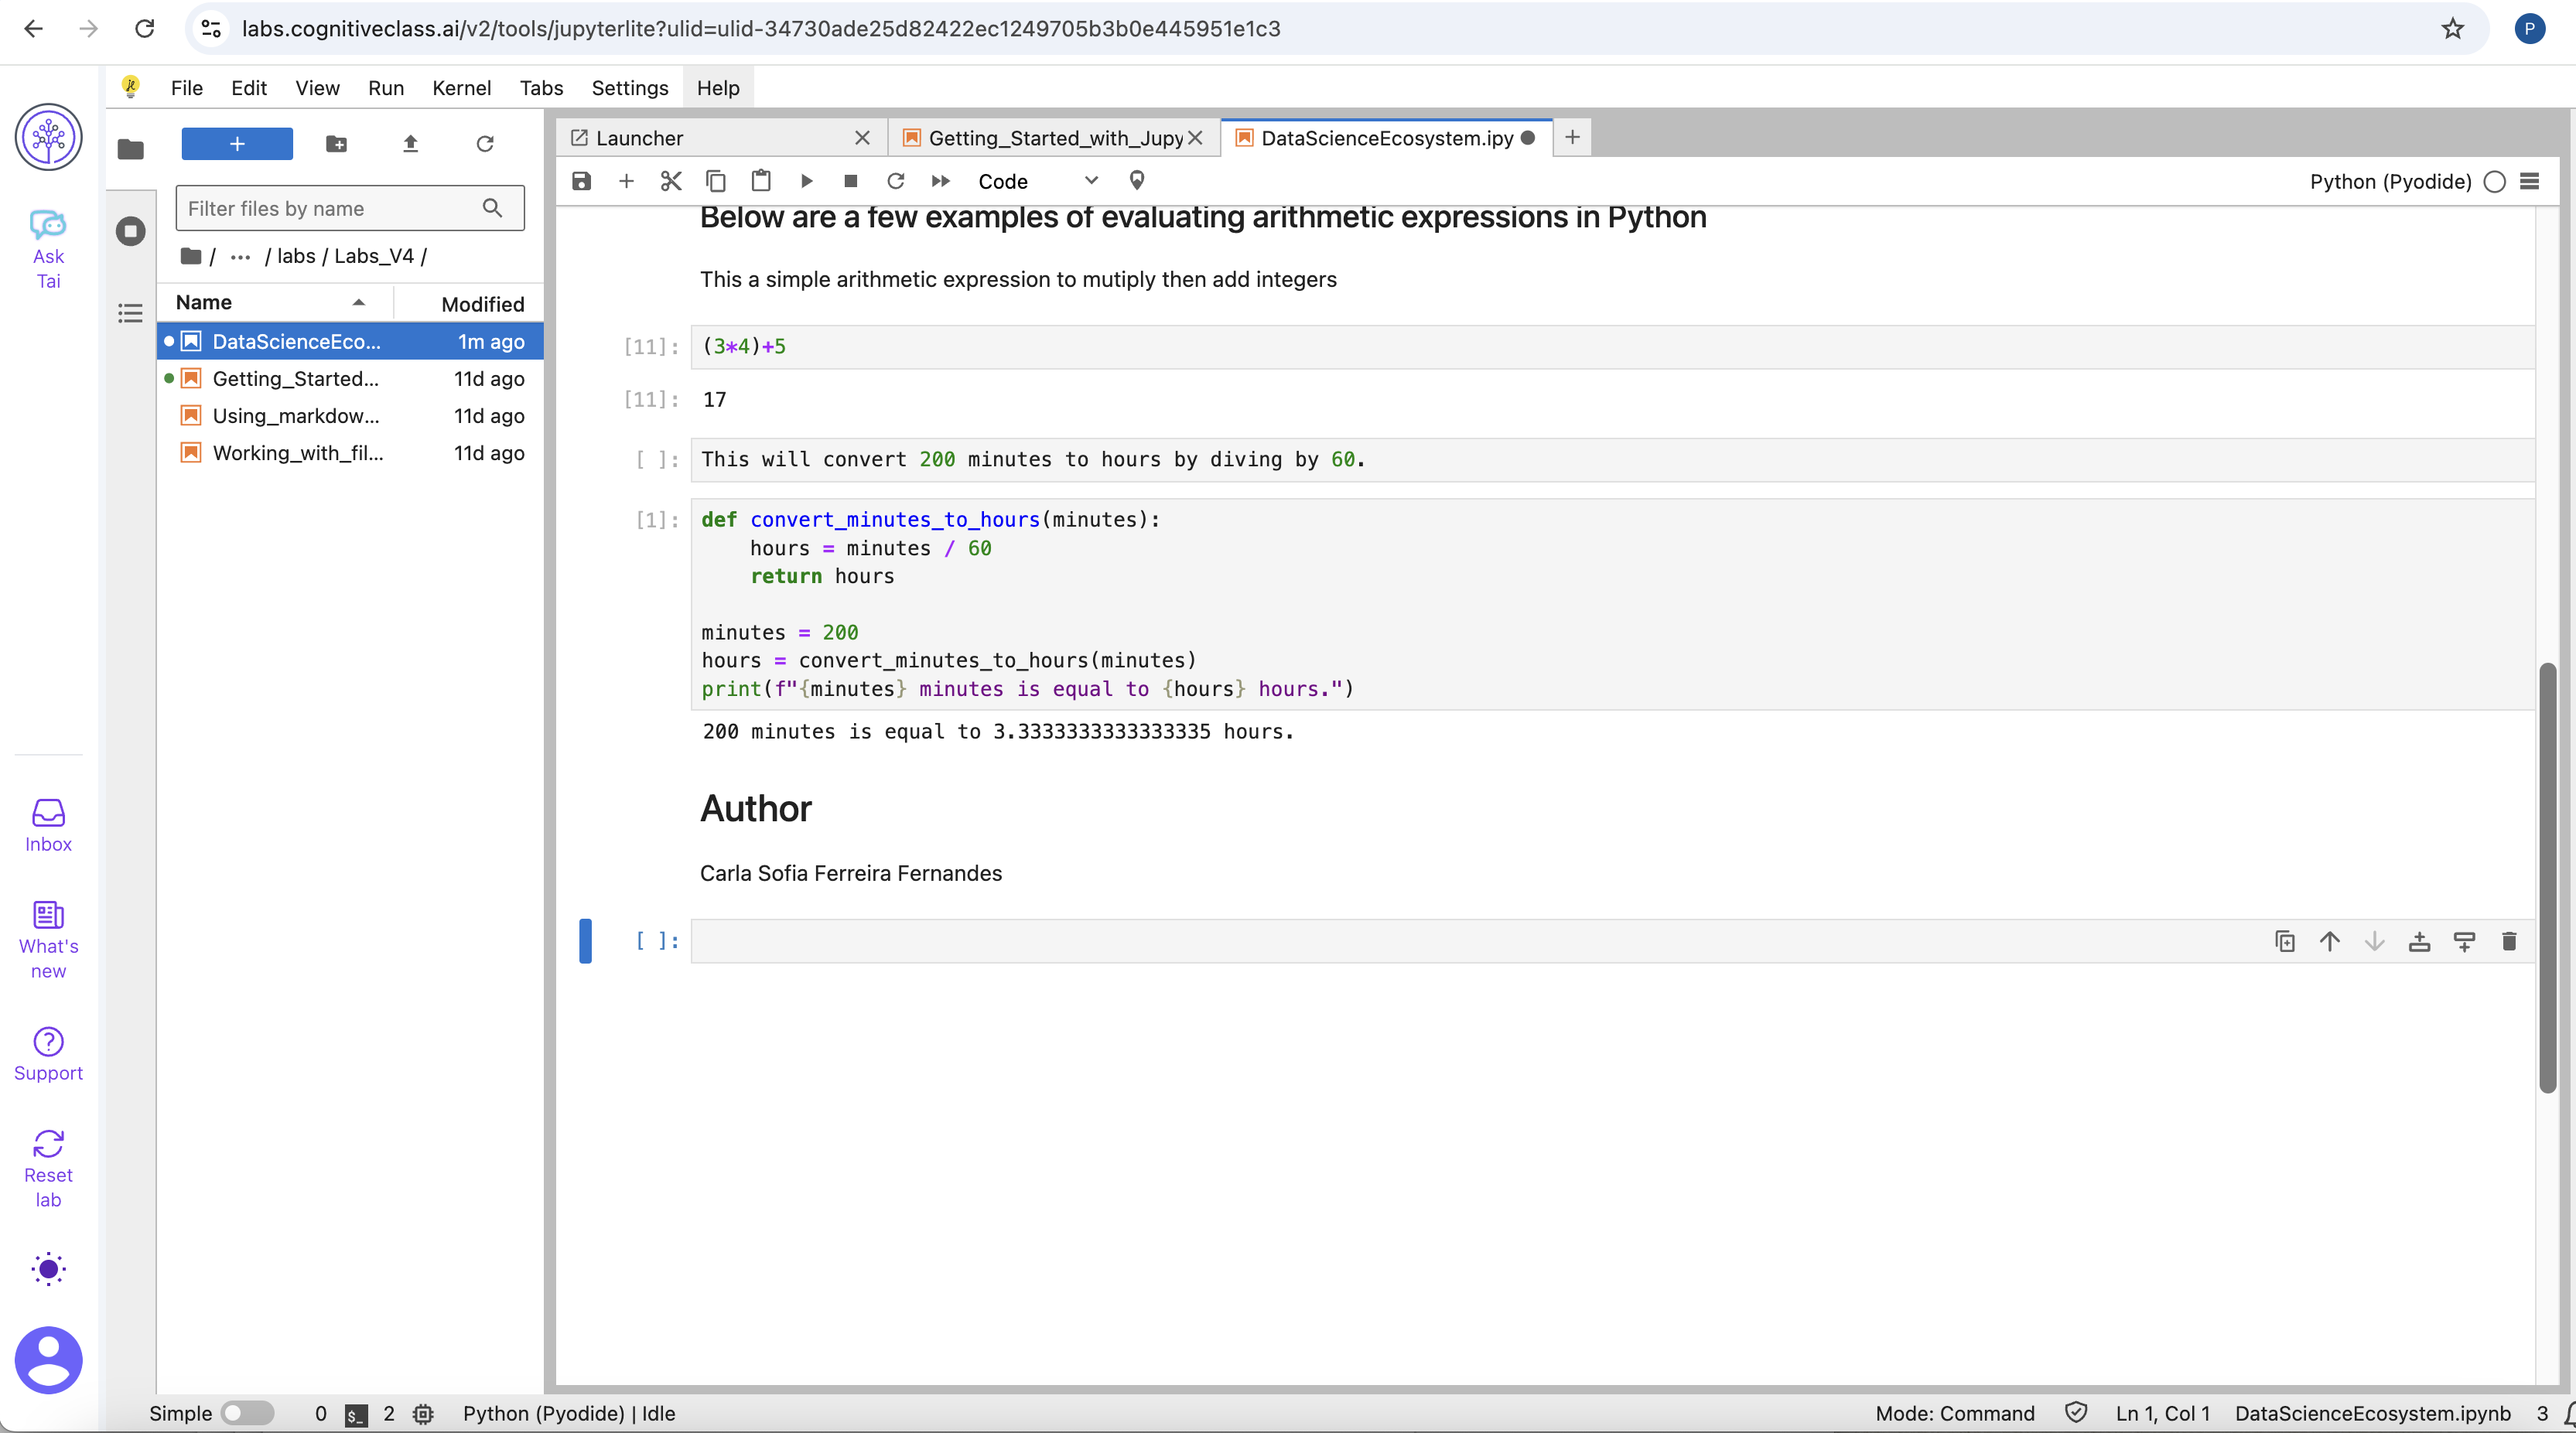 labs.cognitiveclass.ai/v2/tools/jupyterlite?ulid=ulid-34730ade25d82422ec1249705b3b0e445951e1c3
P
File Edit View Run Kernel Tabs Settings Help
Ask
Tai
Inbox
What's
new
Support
Reset
lab
+
Filter files by name
/ ... / labs / Labs_V4 /
Name Modified
DataScienceEco... 1m ago
Getting_Started... 11d ago
Using_markdow... 11d ago
Working_with_fil... 11d ago
Launcher Getting_Started_with_Jupy DataScienceEcosystem.ipy
Code Python (Pyodide)
Below are a few examples of evaluating arithmetic expressions in Python
This a simple arithmetic expression to mutiply then add integers
[11]: (3*4)+5
[11]: 17
[ ]: This will convert 200 minutes to hours by diving by 60.
[1]: def convert_minutes_to_hours(minutes):
    hours = minutes / 60
    return hours
minutes = 200
hours = convert_minutes_to_hours(minutes)
print(f"{minutes} minutes is equal to {hours} hours.")
200 minutes is equal to 3.3333333333333335 hours.
Author
Carla Sofia Ferreira Fernandes
[ ]:
Simple 0 $_ 2 Python (Pyodide) | Idle Mode: Command Ln 1, Col 1 DataScienceEcosystem.ipynb 3